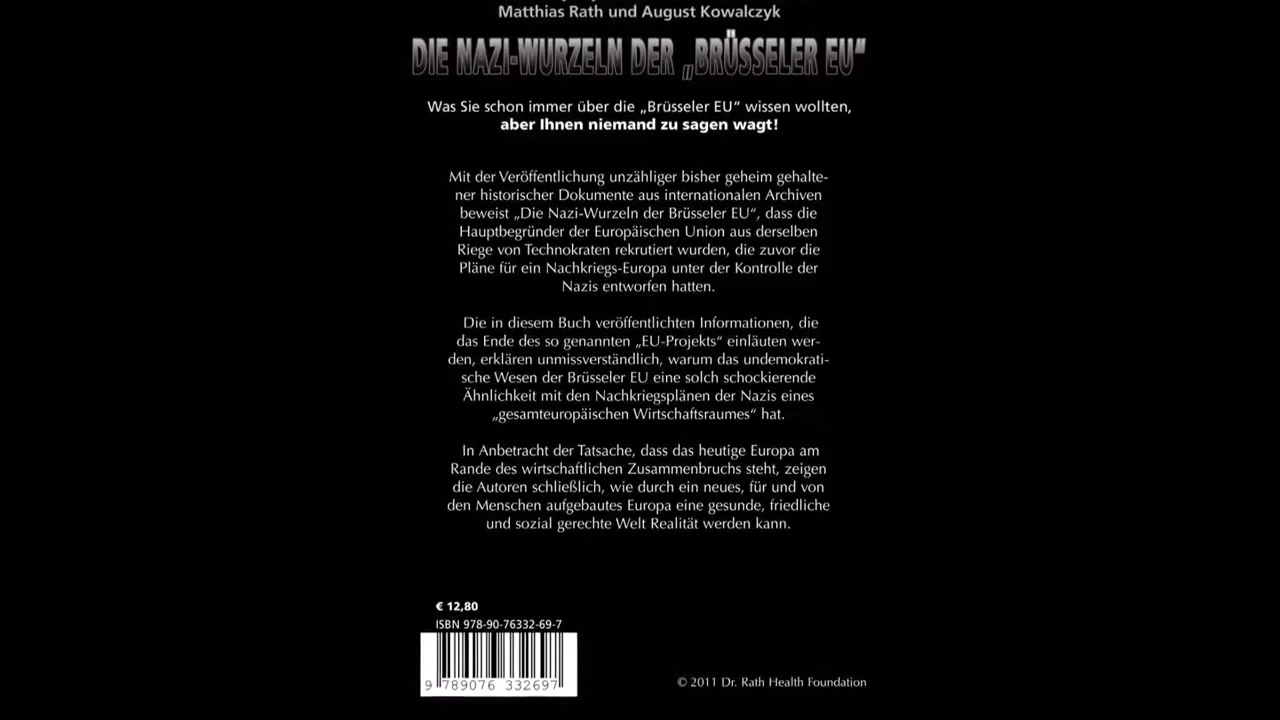 Matthias Rath und August Kowalczyk
DIE NAZI-WURZELN DER „BRÜSSELER EU“
Was Sie schon immer über die „Brüsseler EU“ wissen wollten,
aber Ihnen niemand zu sagen wagt!
Mit der Veröffentlichung unzähliger bisher geheim gehalte-
ner historischer Dokumente aus internationalen Archiven
beweist „Die Nazi-Wurzeln der Brüsseler EU“, dass die
Hauptbegründer der Europäischen Union aus derselben
Riege von Technokraten rekrutiert wurden, die zuvor die
Pläne für ein Nachkriegs-Europa unter der Kontrolle der
Nazis entworfen hatten.
Die in diesem Buch veröffentlichten Informationen, die
das Ende des so genannten „EU-Projekts“ einläuten wer-
den, erklären unmissverständlich, warum das undemokrati-
sche Wesen der Brüsseler EU eine solch schockierende
Ähnlichkeit mit den Nachkriegsplänen der Nazis eines
„gesamteuropäischen Wirtschaftsraumes“ hat.
In Anbetracht der Tatsache, dass das heutige Europa am
Rande des wirtschaftlichen Zusammenbruchs steht, zeigen
die Autoren schließlich, wie durch ein neues, für und von
den Menschen aufgebautes Europa eine gesunde, friedliche
und sozial gerechte Welt Realität werden kann.
€ 12,80
ISBN 978-90-76332-69-7
9 789076 332697
© 2011 Dr. Rath Health Foundation